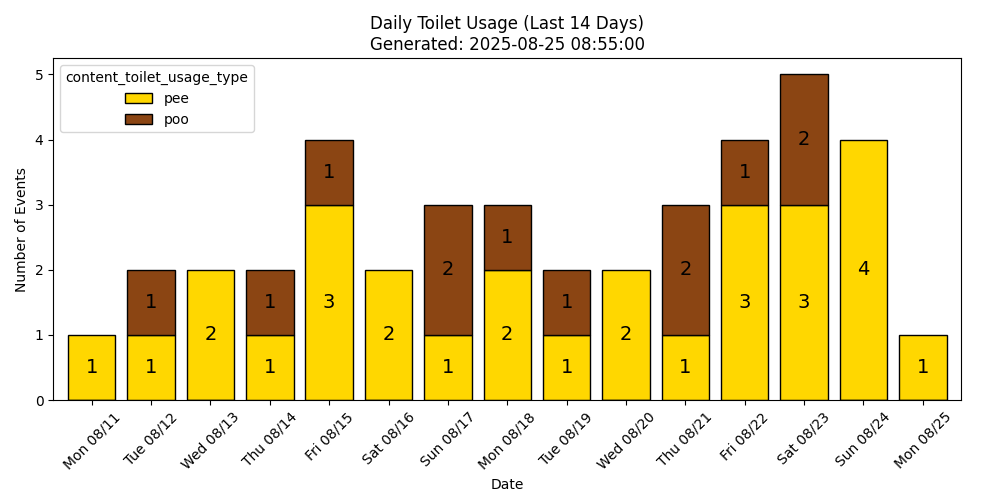 Daily Toilet Usage (Last 14 Days)
Generated: 2025-08-25 08:55:00
content_toilet_usage_type
pee
poo
Number of Events
5
4
3
2
1
0
1
1
1
2
1
1
3
1
2
1
2
2
1
1
1
2
1
2
3
1
3
2
4
1
Mon 08/11
Tue 08/12
Wed 08/13
Thu 08/14
Fri 08/15
Sat 08/16
Sun 08/17
Mon 08/18
Tue 08/19
Wed 08/20
Thu 08/21
Fri 08/22
Sat 08/23
Sun 08/24
Mon 08/25
Date